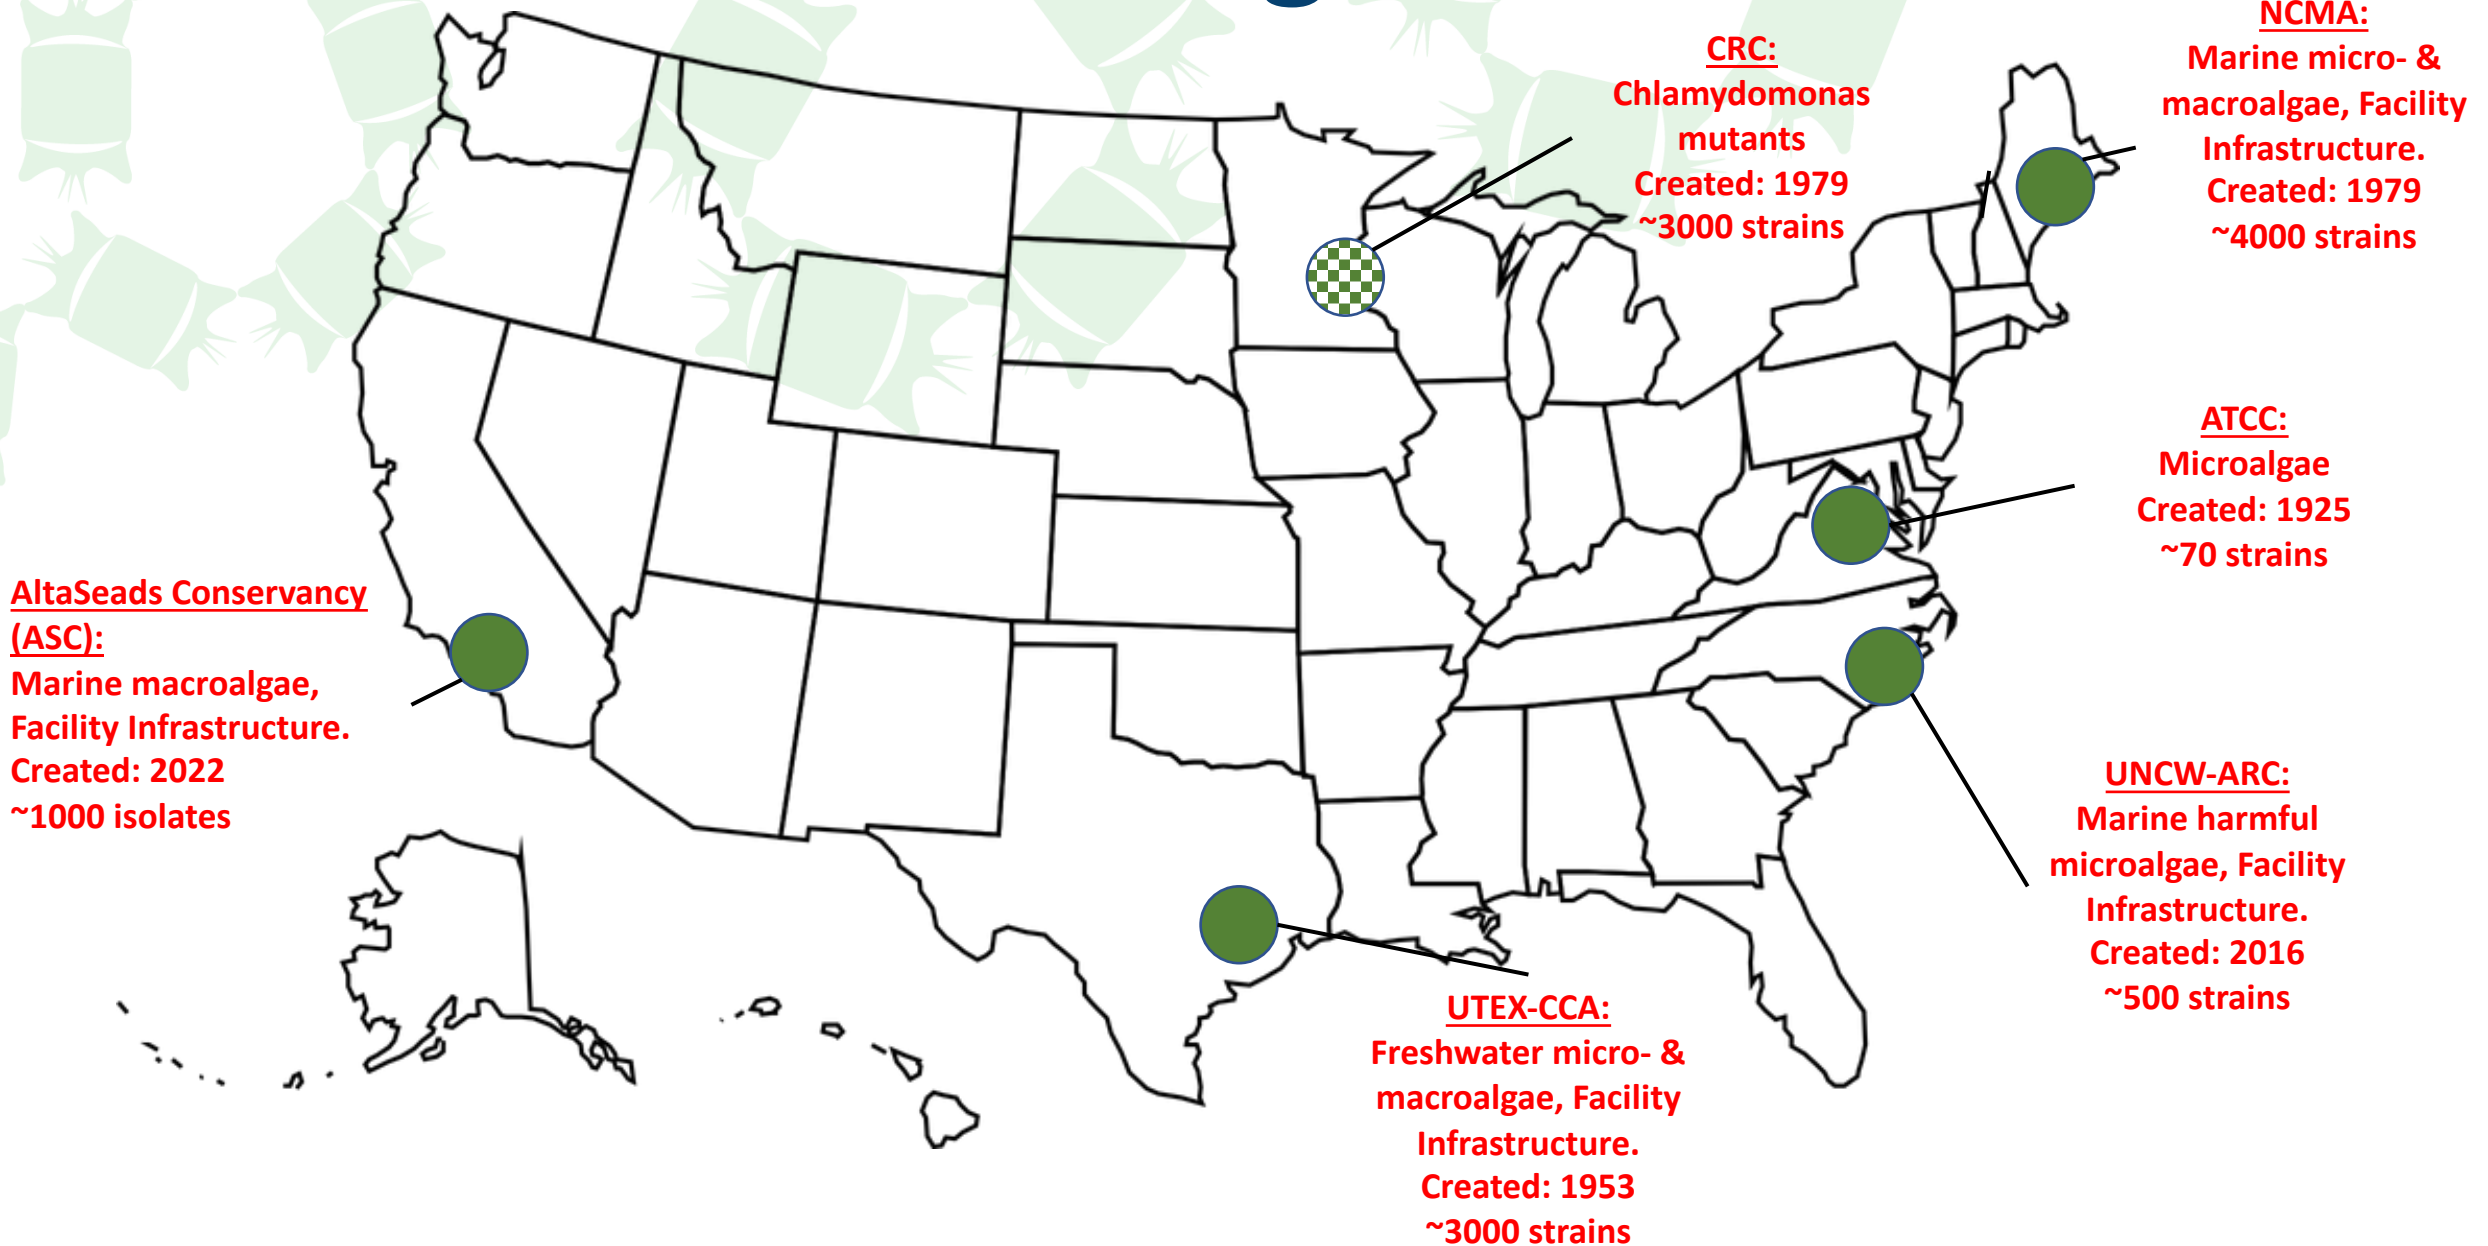 NCMA:
Marine micro- &
macroalgae, Facility
Infrastructure.
Created: 1979
~4000 strains
CRC:
Chlamydomonas
mutants
Created: 1979
~3000 strains
ATCC:
Microalgae
Created: 1925
~70 strains
AltaSeads Conservancy
(ASC):
Marine macroalgae,
Facility Infrastructure.
Created: 2022
~1000 isolates
UNCW-ARC:
Marine harmful
microalgae, Facility
Infrastructure.
Created: 2016
~500 strains
UTEX-CCA:
Freshwater micro- &
macroalgae, Facility
Infrastructure.
Created: 1953
~3000 strains